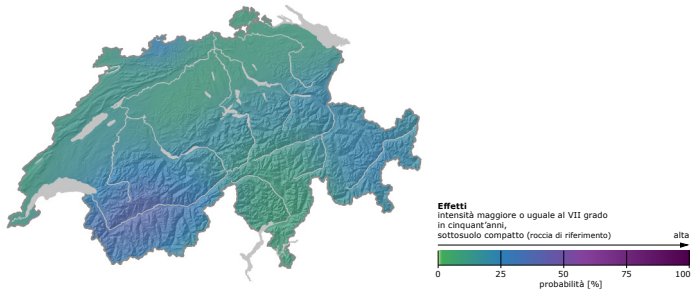 Effetti
intensità maggiore o uguale al VII grado
in cinquant'anni,
sottosuolo compatto (roccia di riferimento)
alta
0 25 50 75 100
probabilità [%]